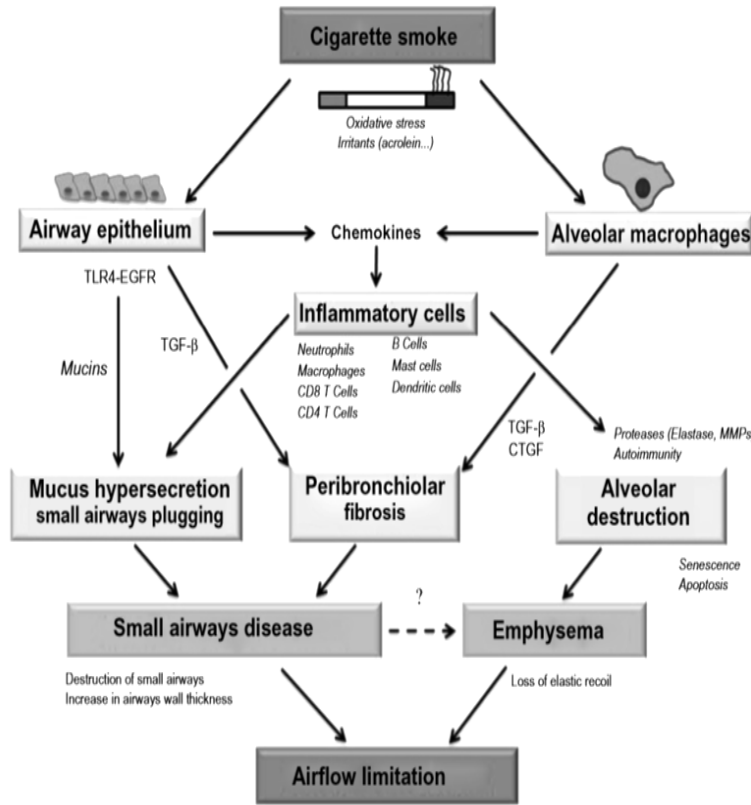 Cigarette smoke
Oxidative stress
Irritants (acrolein...)
Airway epithelium
Chemokines
Alveolar macrophages
TLR4-EGFR
Inflammatory cells
TGF-β
Mucins
Neutrophils
Macrophages
CD8 T Cells
CD4 T Cells
B Cells
Mast cells
Dendritic cells
TGF-β
CTGF
Proteases (Elastase, MMPs
Autoimmunity
Mucus hypersecretion
small airways plugging
Peribronchiolar
fibrosis
Alveolar
destruction
Senescence
Apoptosis
?
Small airways disease
Emphysema
Destruction of small airways
Increase in airways wall thickness
Loss of elastic recoil
Airflow limitation